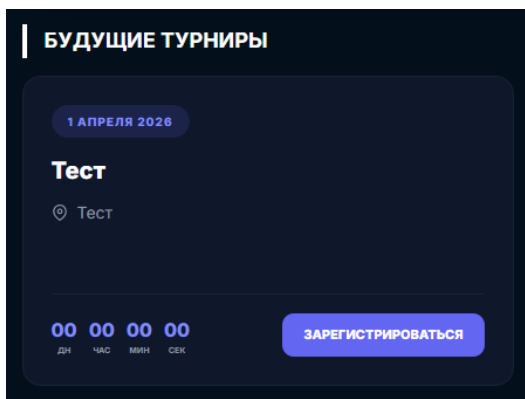 БУДУЩИЕ ТУРНИРЫ
1 АПРЕЛЯ 2026
Тест
Тест
00 00 00 00
ДН ЧАС МИН СЕК
ЗАРЕГИСТРИРОВАТЬСЯ